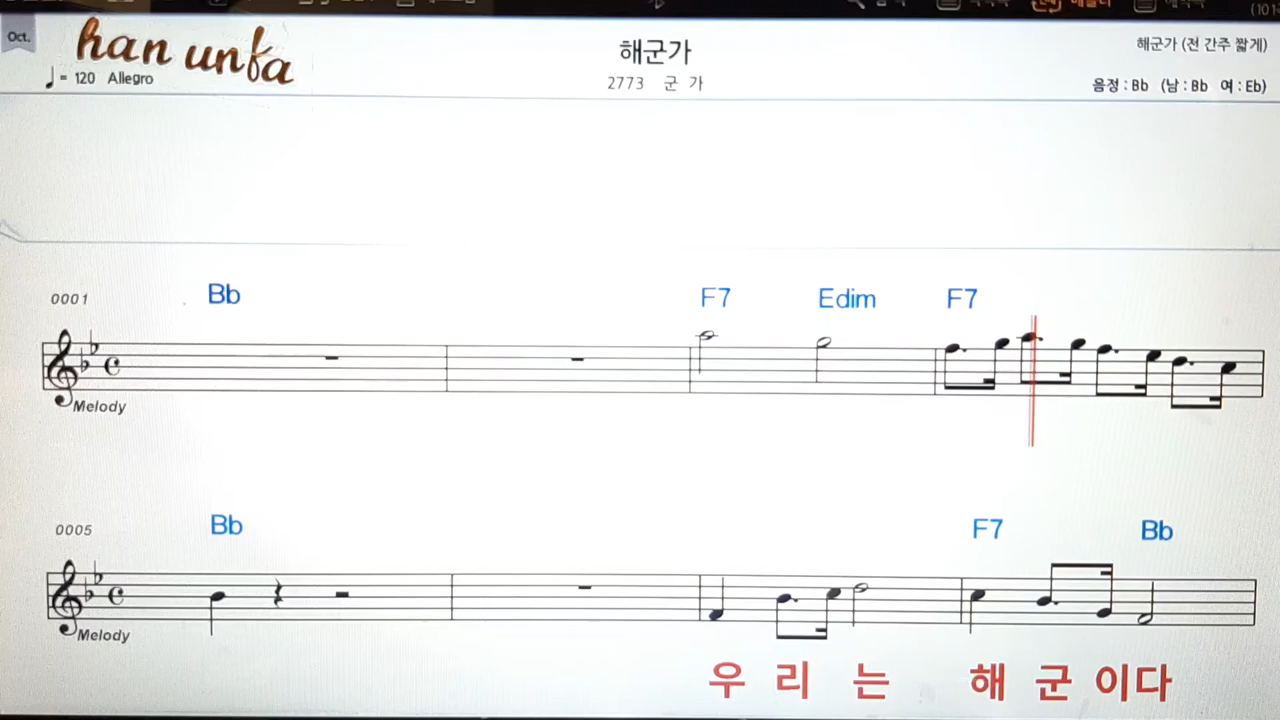 Oct.
han unfa
해군가
해군가 (전 간주 짧게)
= 120 Allegro
2773 군 가
음정 : Bb (남 : Bb 여 : Eb)
0001
Bb F7 Edim F7
Melody
0005
Bb F7 Bb
Melody
우 리 는 해 군 이다